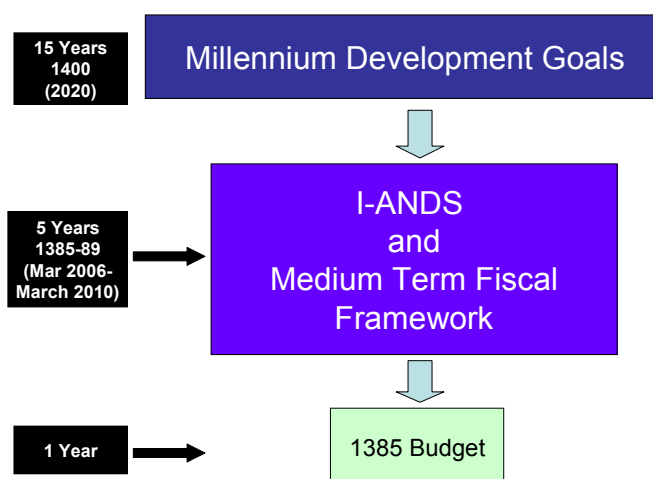 15 Years
1400
(2020)
Millennium Development Goals
5 Years
1385-89
(Mar 2006-
March 2010)
I-ANDS
and
Medium Term Fiscal
Framework
1 Year
1385 Budget